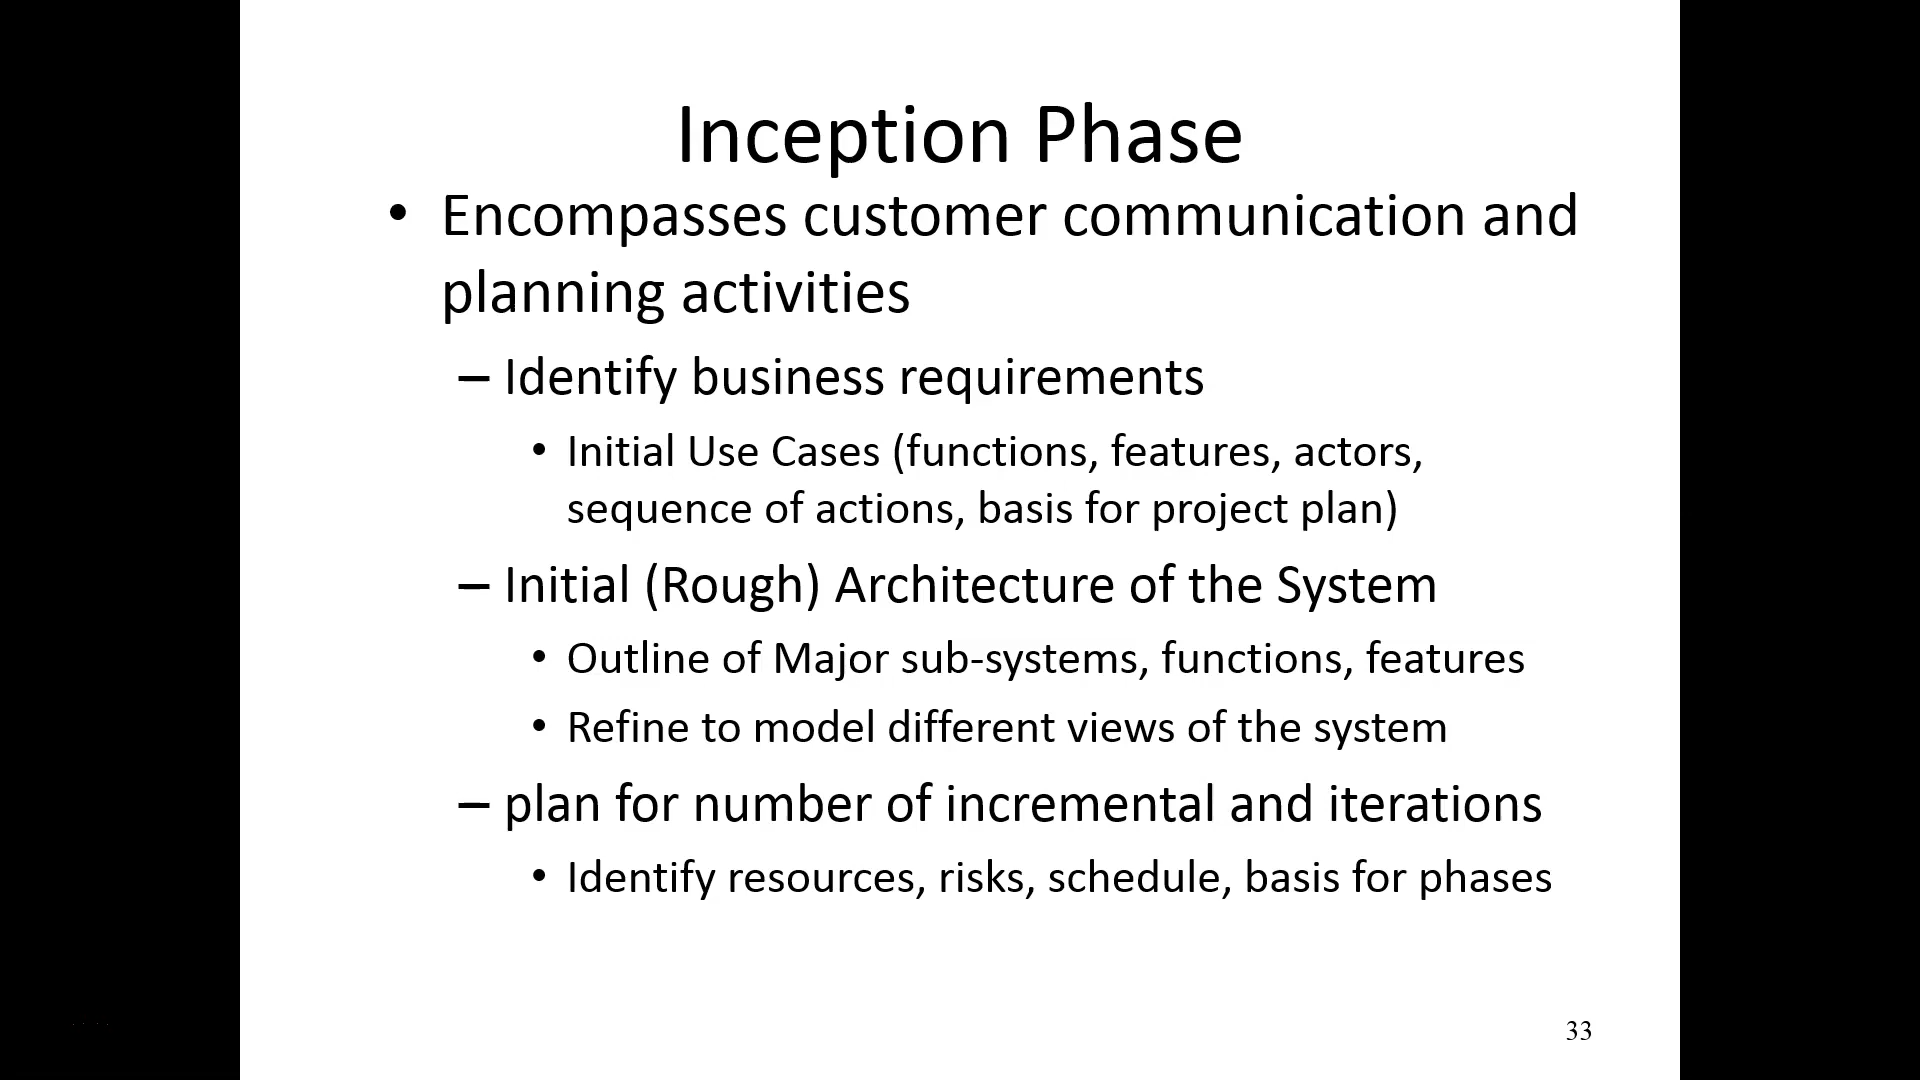 Inception Phase
• Encompasses customer communication and
planning activities
– Identify business requirements
• Initial Use Cases (functions, features, actors,
sequence of actions, basis for project plan)
– Initial (Rough) Architecture of the System
• Outline of Major sub-systems, functions, features
• Refine to model different views of the system
– plan for number of incremental and iterations
• Identify resources, risks, schedule, basis for phases
33